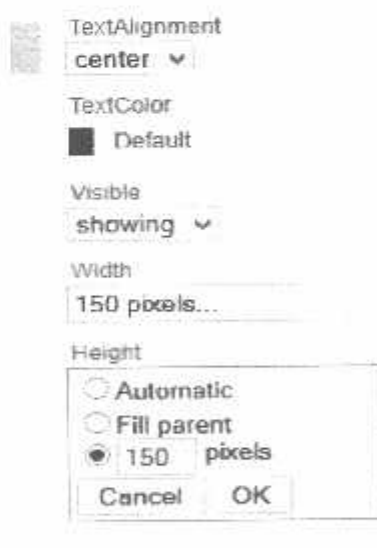 TextAlignment
center
TextColor
Default
Visible
showing
Width
150 pixels...
Height
Automatic
Fill parent
150 pixels
Cancel OK